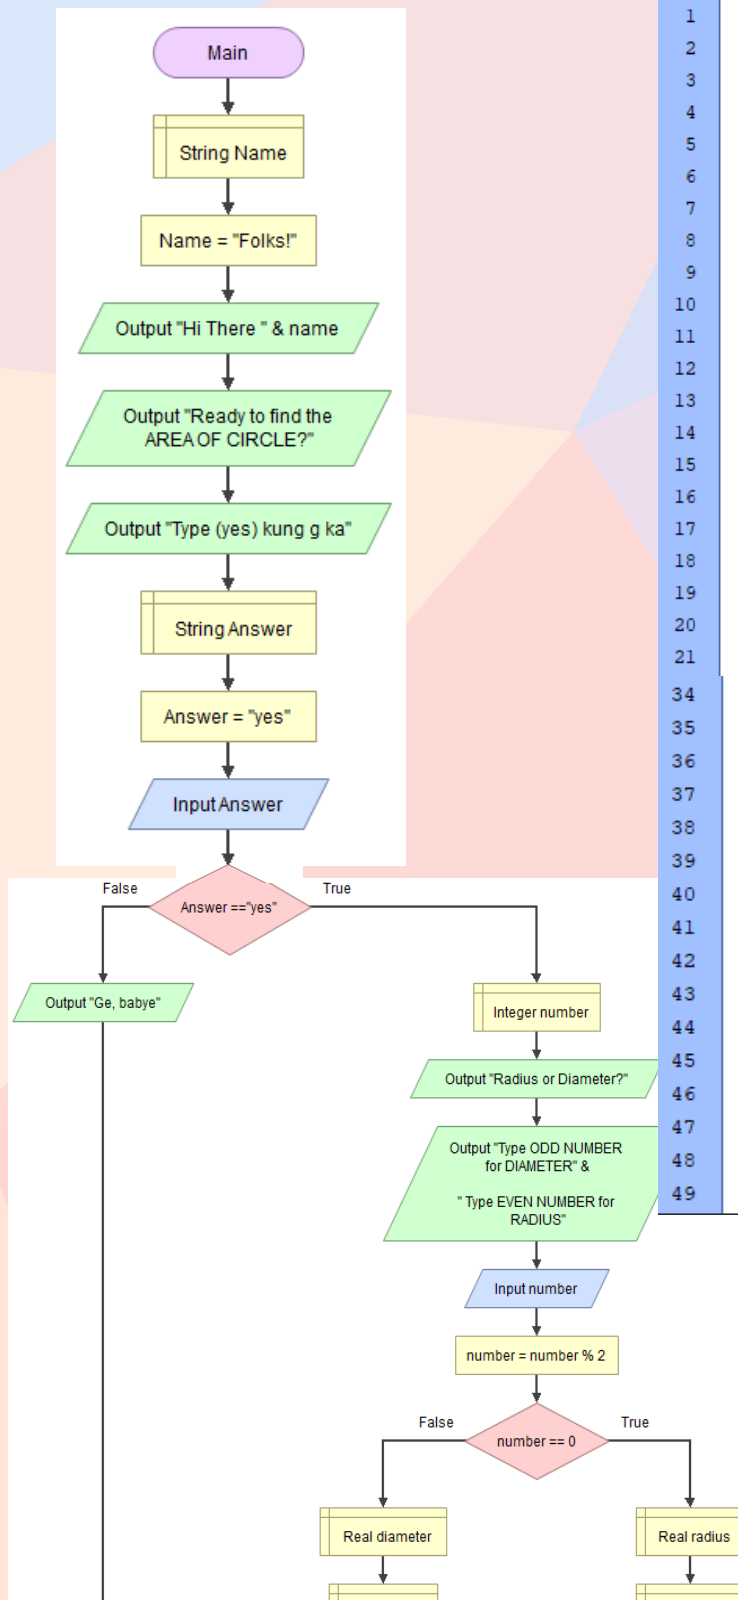 Main
String Name
Name = "Folks!"
Output "Hi There " & name
Output "Ready to find the
AREA OF CIRCLE?"
Output "Type (yes) kung g ka"
String Answer
Answer = "yes"
Input Answer
False
True
Answer =="yes"
Output "Ge, babye"
Integer number
Output "Radius or Diameter?"
Output "Type ODD NUMBER
for DIAMETER" &
" Type EVEN NUMBER for
RADIUS"
Input number
number = number % 2
False
True
number == 0
Real diameter
Real radius
1
2
3
4
5
6
7
8
9
10
11
12
13
14
15
16
17
18
19
20
21
34
35
36
37
38
39
40
41
42
43
44
45
46
47
48
49